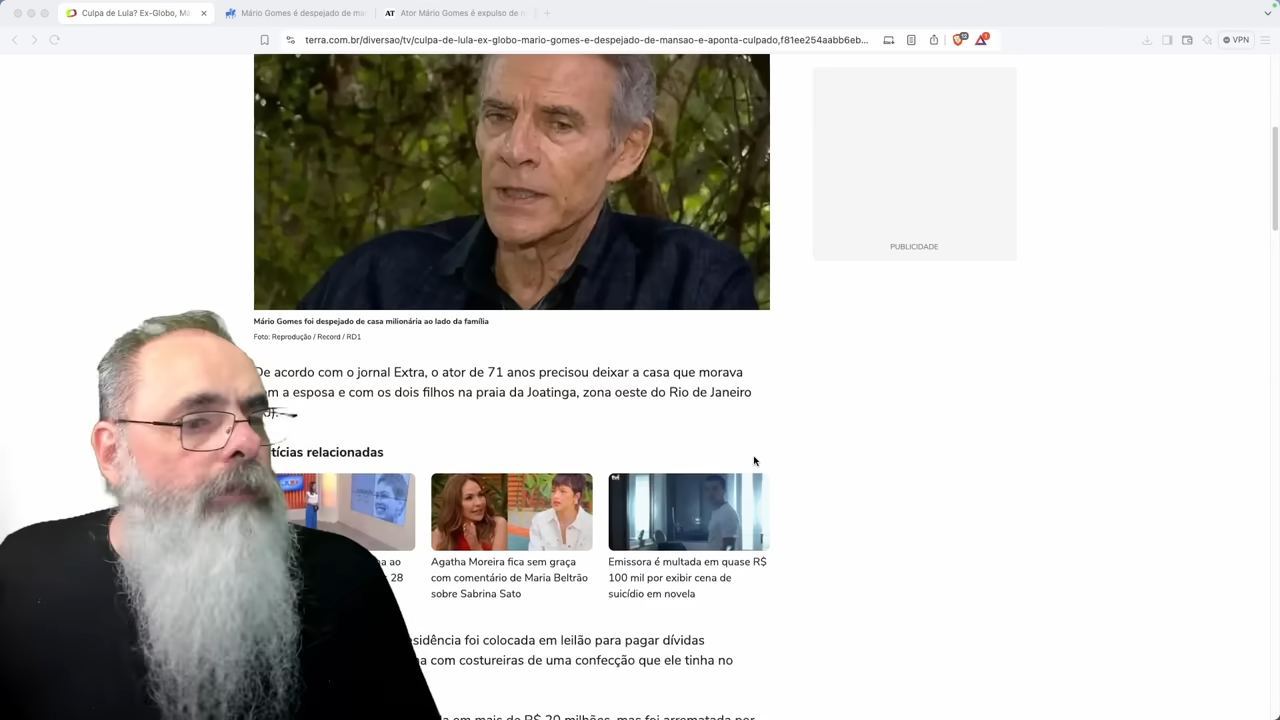 Culpa de Lula? Ex-Globo, Má
Mário Gomes é despejado de ma
AT Ator Mário Gomes é expulso de
terra.com.br/diversao/tv/culpa-de-lula-ex-globo-mario-gomes-e-despejado-de-mansao-e-aponta-culpado,f81ee254aabb6eb...
VPN
PUBLICIDADE
Mário Gomes foi despejado de casa milionária ao lado da família
Foto: Reprodução / Record / RD1
De acordo com o jornal Extra, o ator de 71 anos precisou deixar a casa que morava
a esposa e com os dois filhos na praia da Joatinga, zona oeste do Rio de Janeiro
tícias relacionadas
ao
28
Agatha Moreira fica sem graça
com comentário de Maria Beltrão
sobre Sabrina Sato
tvi
Emissora é multada em quase R$
100 mil por exibir cena de
suicídio em novela
esidência foi colocada em leilão para pagar dívidas
com costureiras de uma confecção que ele tinha no
em mais de R$ 20 milhões, mas foi arrematada por